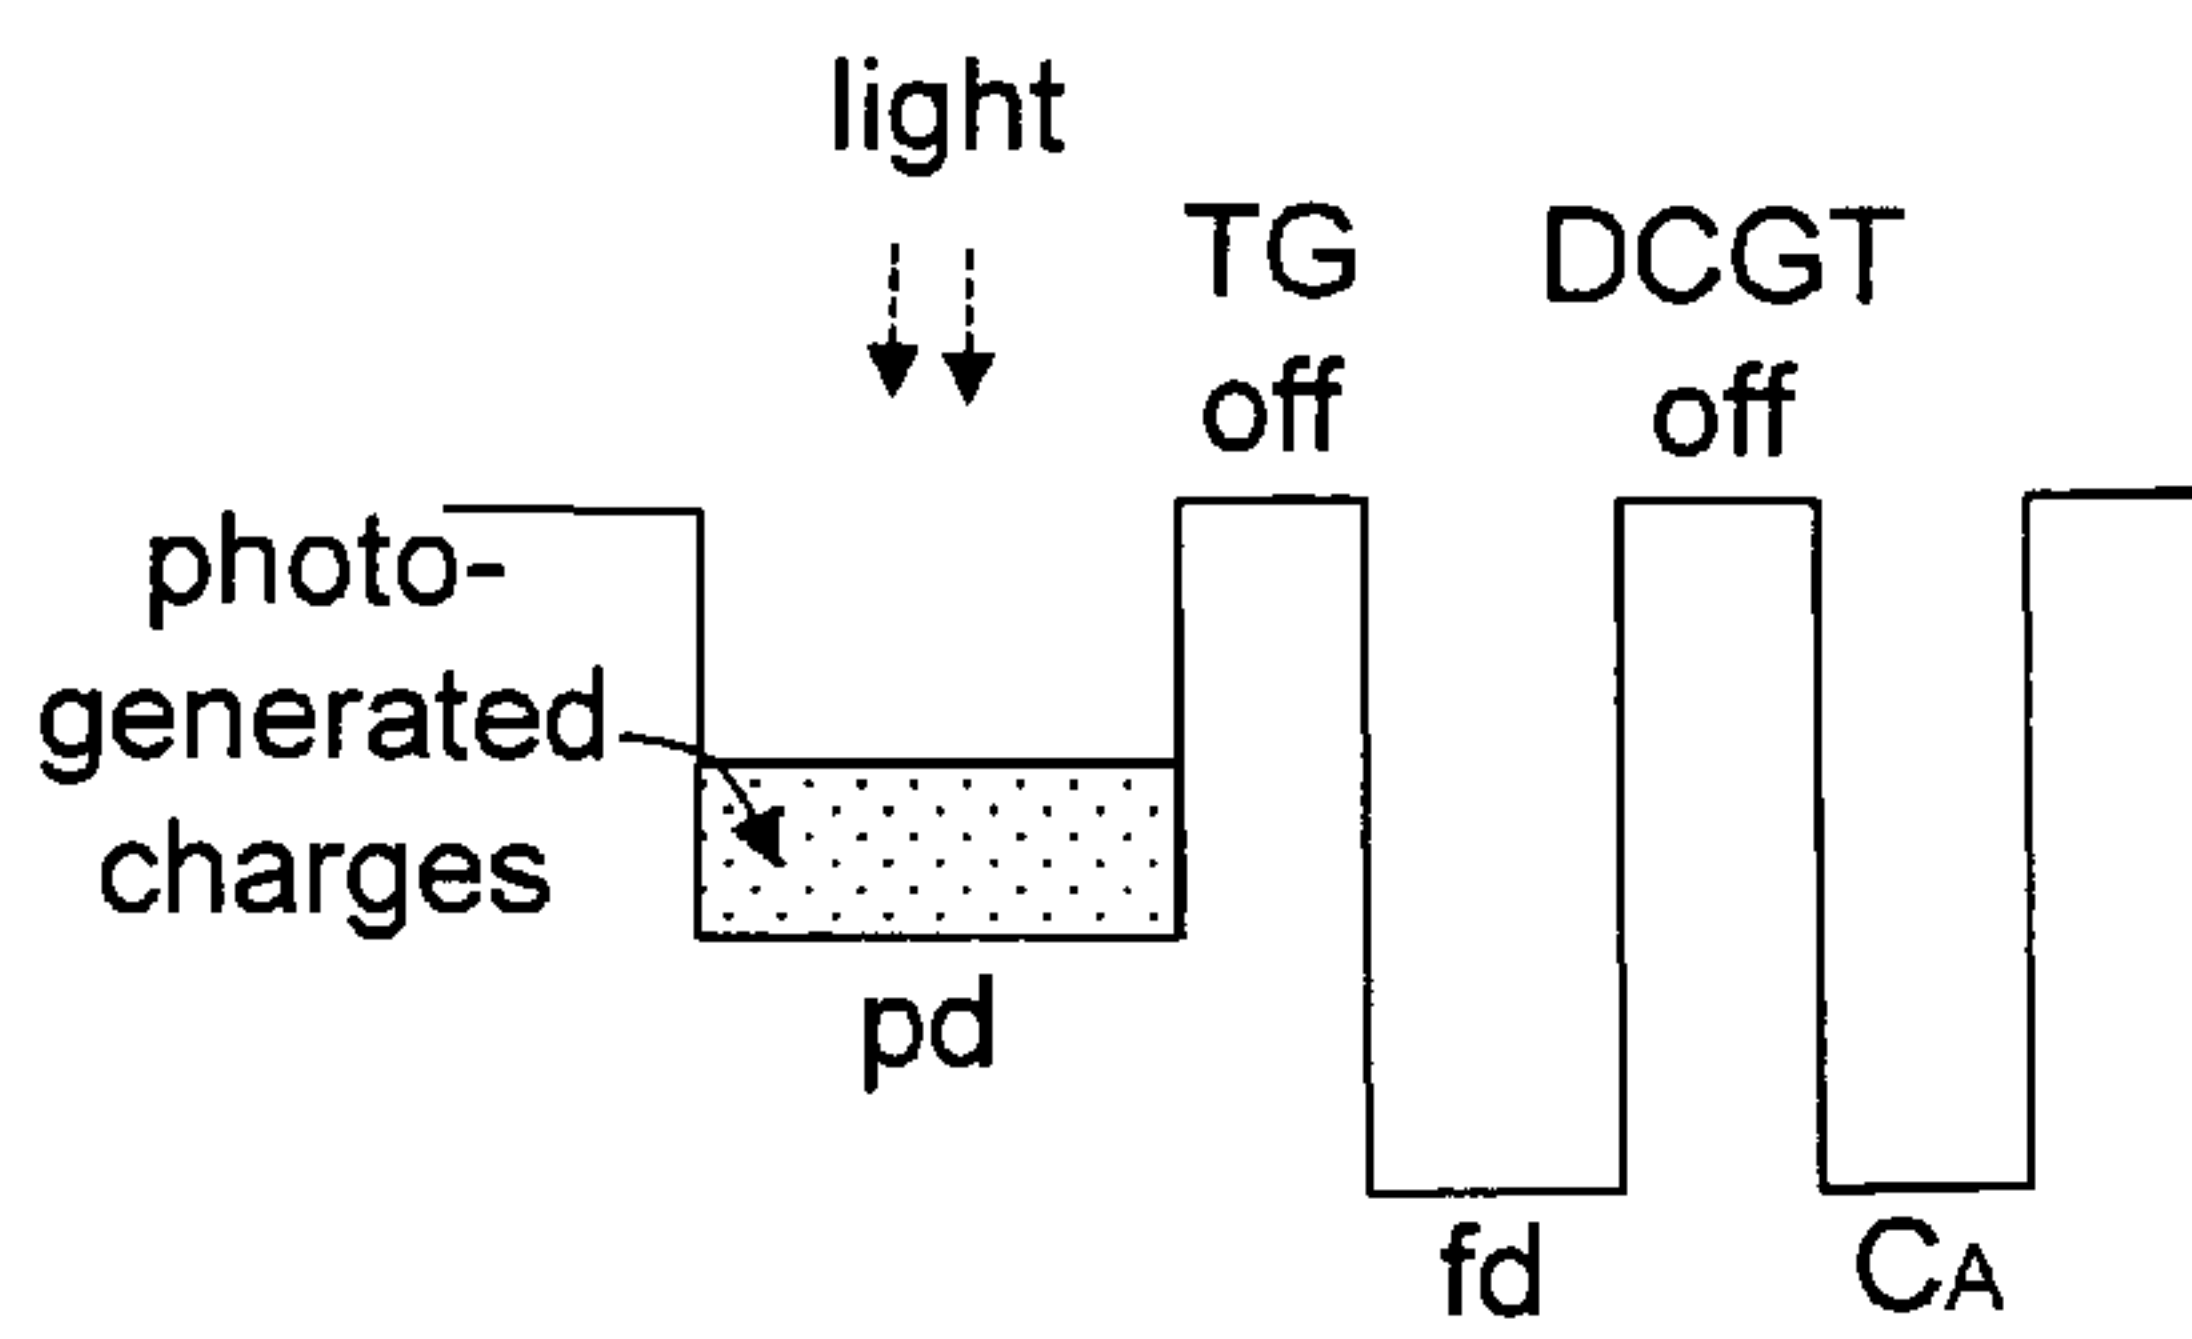 light
TG
off
DCGT
off
photo-
generated
charges
pd
fd
CA